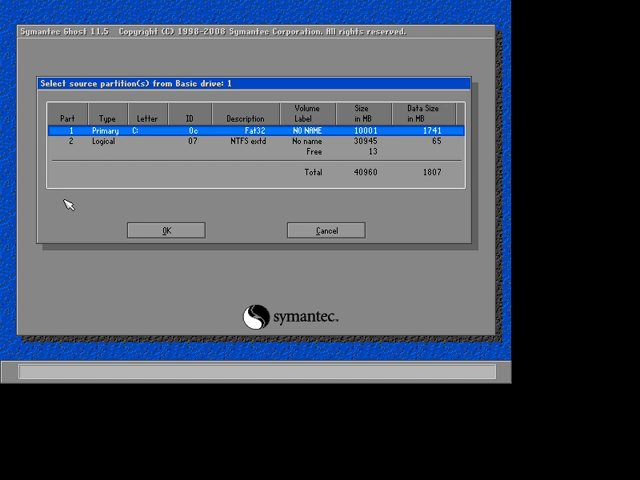 Symantec Ghost 11.5 Copyright (C) 1998-2008 Symantec Corporation. All rights reserved.
Select source partition(s) from Basic drive: 1
Part Type Letter ID Description Volume Label Size in MB Data Size in MB
1 Primary C: 0c Fat32 NO NAME 10001 1741
2 Logical 07 NTFS extd No name 30945 65
Free 13
Total 40960 1807
OK Cancel
symantec.